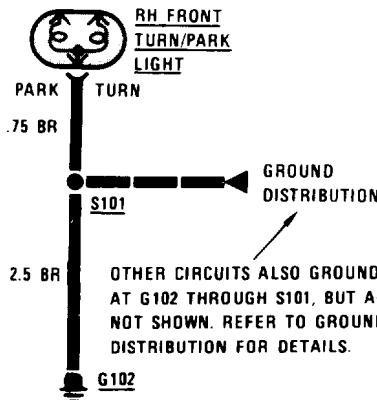 RH FRONT
TURN/PARK
LIGHT
PARK TURN
.75 BR
GROUND
DISTRIBUTION
S101
2.5 BR
OTHER CIRCUITS ALSO GROUND
AT G102 THROUGH S101, BUT
NOT SHOWN. REFER TO GROUN
DISTRIBUTION FOR DETAILS.
G102